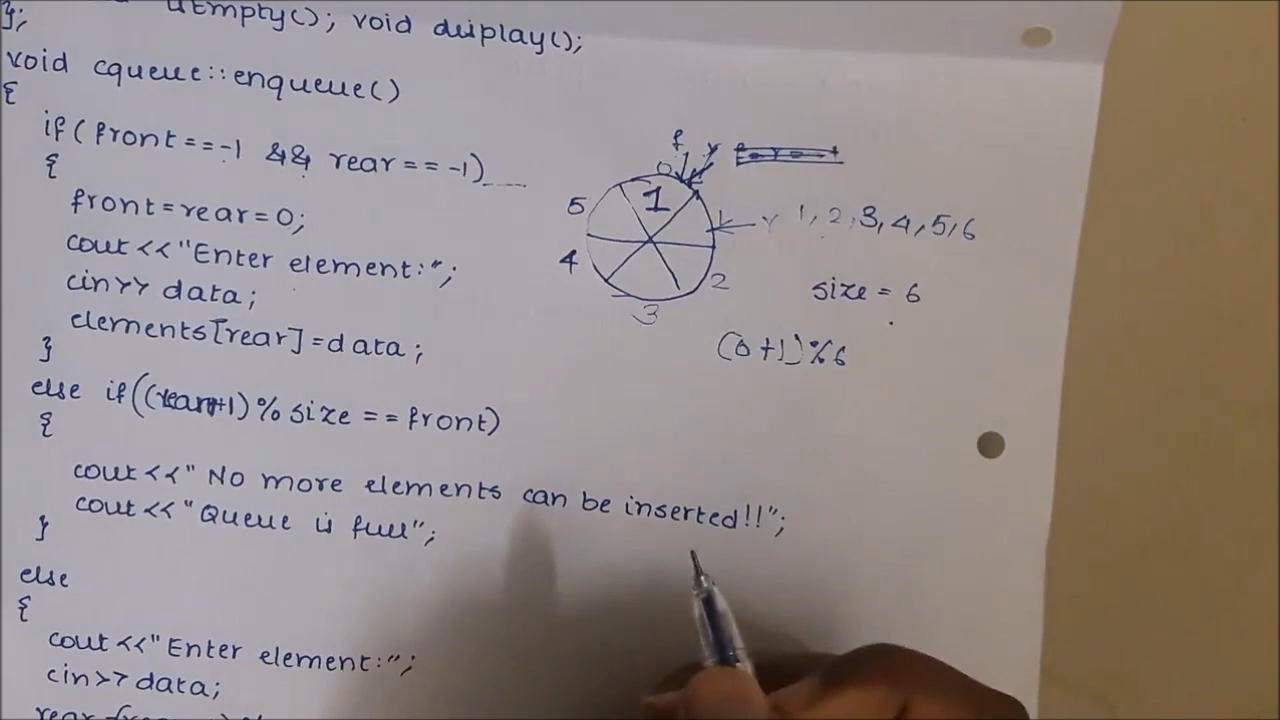 };
isEmpty(); void display();
void cqueue::enqueue()
{
if(front==-1 && rear==-1)
{
front=rear=0;
cout<<"Enter element:";
cin>> data;
elements[rear]=data;
}
else if((rear+1)%size==front)
{
cout<<"No more elements can be inserted!!";
cout<<"Queue is full";
}
else
{
cout<<"Enter element:";
cin>>data;
f r
0
1
5
4
3
2
r 1, 2, 3, 4, 5, 6
size = 6
(0+1)%6